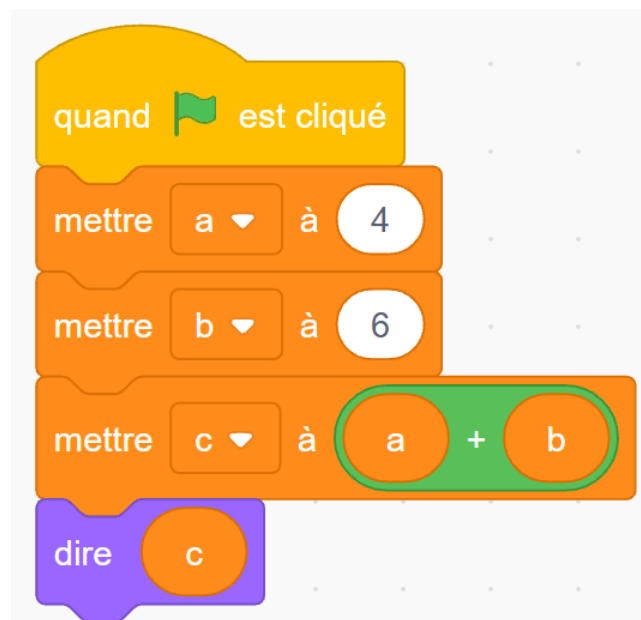 quand est cliqué
mettre a à 4
mettre b à 6
mettre c à a + b
dire c